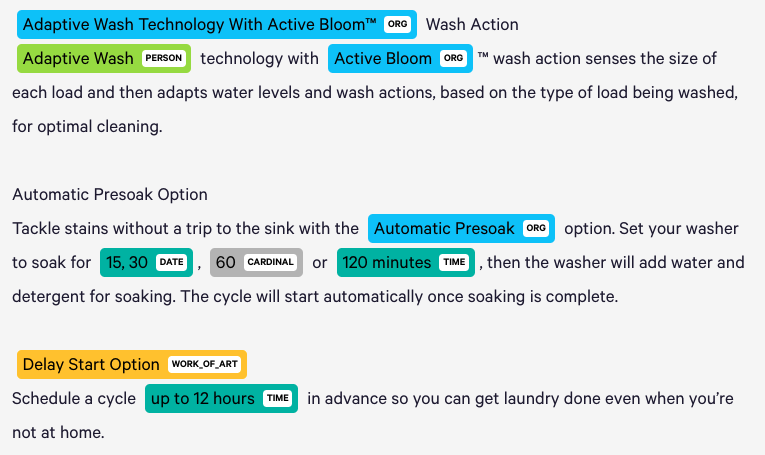 Adaptive Wash Technology With Active Bloom™ ORG Wash Action
Adaptive Wash PERSON technology with Active Bloom ORG ™ wash action senses the size of
each load and then adapts water levels and wash actions, based on the type of load being washed,
for optimal cleaning.
Automatic Presoak Option
Tackle stains without a trip to the sink with the Automatic Presoak ORG option. Set your washer
to soak for 15, 30 DATE , 60 CARDINAL or 120 minutes TIME , then the washer will add water and
detergent for soaking. The cycle will start automatically once soaking is complete.
Delay Start Option WORK_OF_ART
Schedule a cycle up to 12 hours TIME in advance so you can get laundry done even when you’re
not at home.